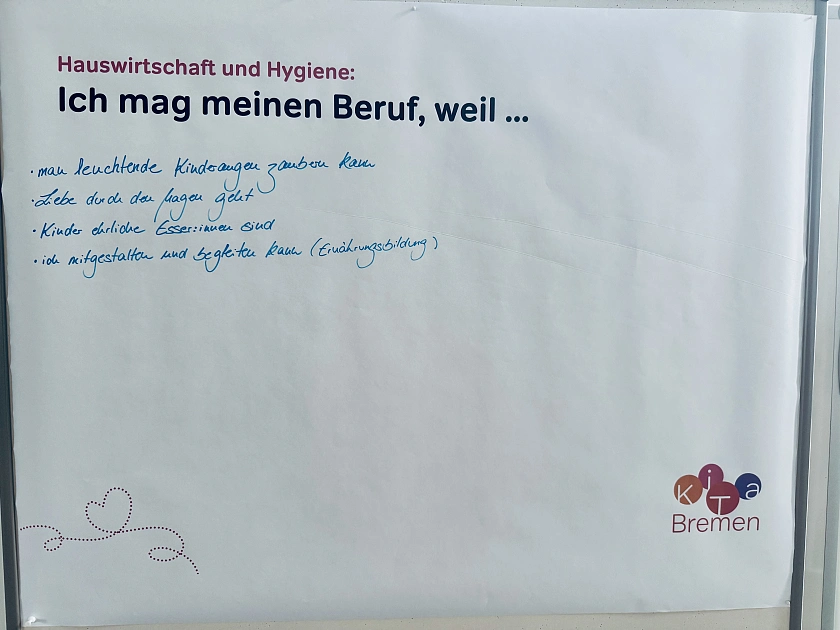 Hauswirtschaft und Hygiene:
Ich mag meinen Beruf, weil ...
· man leuchtende Kinderaugen zaubern kann
· Liebe durch den Magen geht
· Kinder ehrliche Esser:innen sind
· ich mitgestalten und begleiten kann (Ernährungsbildung)
KiTa
Bremen